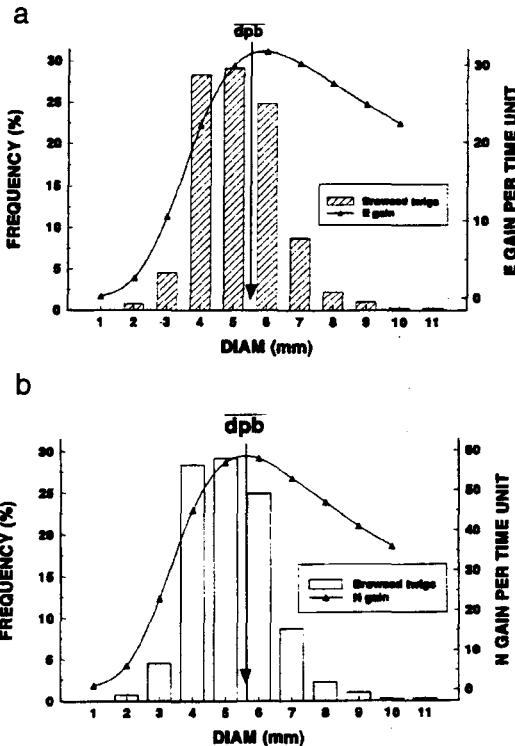 a
dpb
FREQUENCY (%)
30
25
20
15
10
5
0
E GAIN PER TIME UNIT
30
20
10
0
Browsed twigs
E gain
1 2 3 4 5 6 7 8 9 10 11
DIAM (mm)
b
dpb
FREQUENCY (%)
30
25
20
15
10
5
0
N GAIN PER TIME UNIT
60
50
40
30
20
10
0
Browsed twigs
N gain
1 2 3 4 5 6 7 8 9 10 11
DIAM (mm)